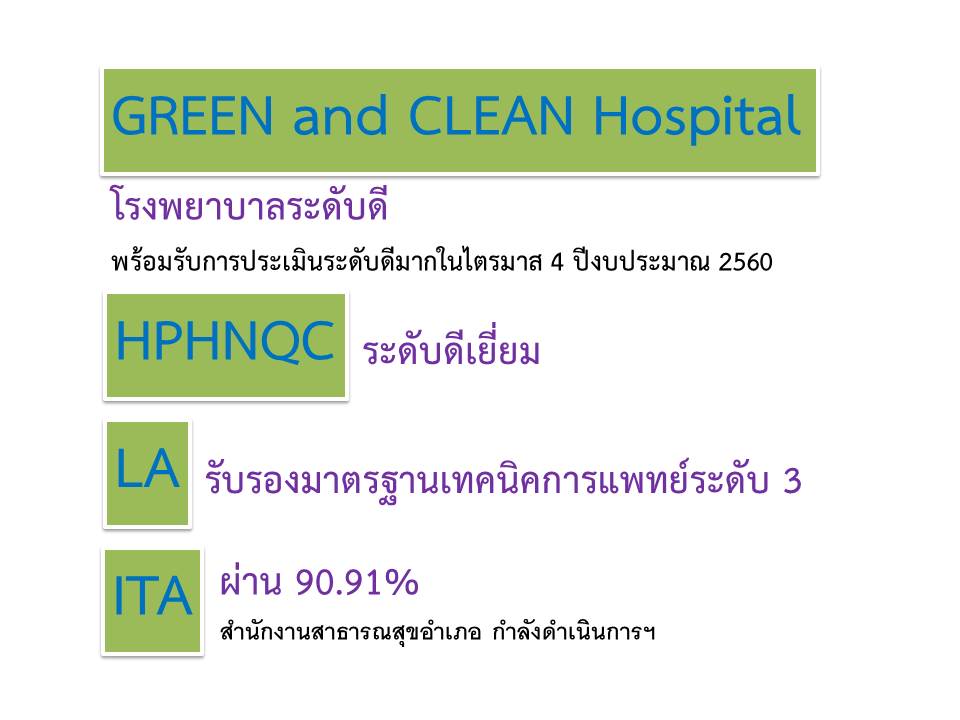 GREEN and CLEAN Hospital
โรงพยาบาลระดับดี
พร้อมรับการประเมินระดับดีมากในไตรมาส 4 ปีงบประมาณ 2560
HPHNQC ระดับดีเยี่ยม
LA รับรองมาตรฐานเทคนิคการแพทย์ระดับ 3
ITA ผ่าน 90.91%
สำนักงานสาธารณสุขอำเภอ กำลังดำเนินการฯ